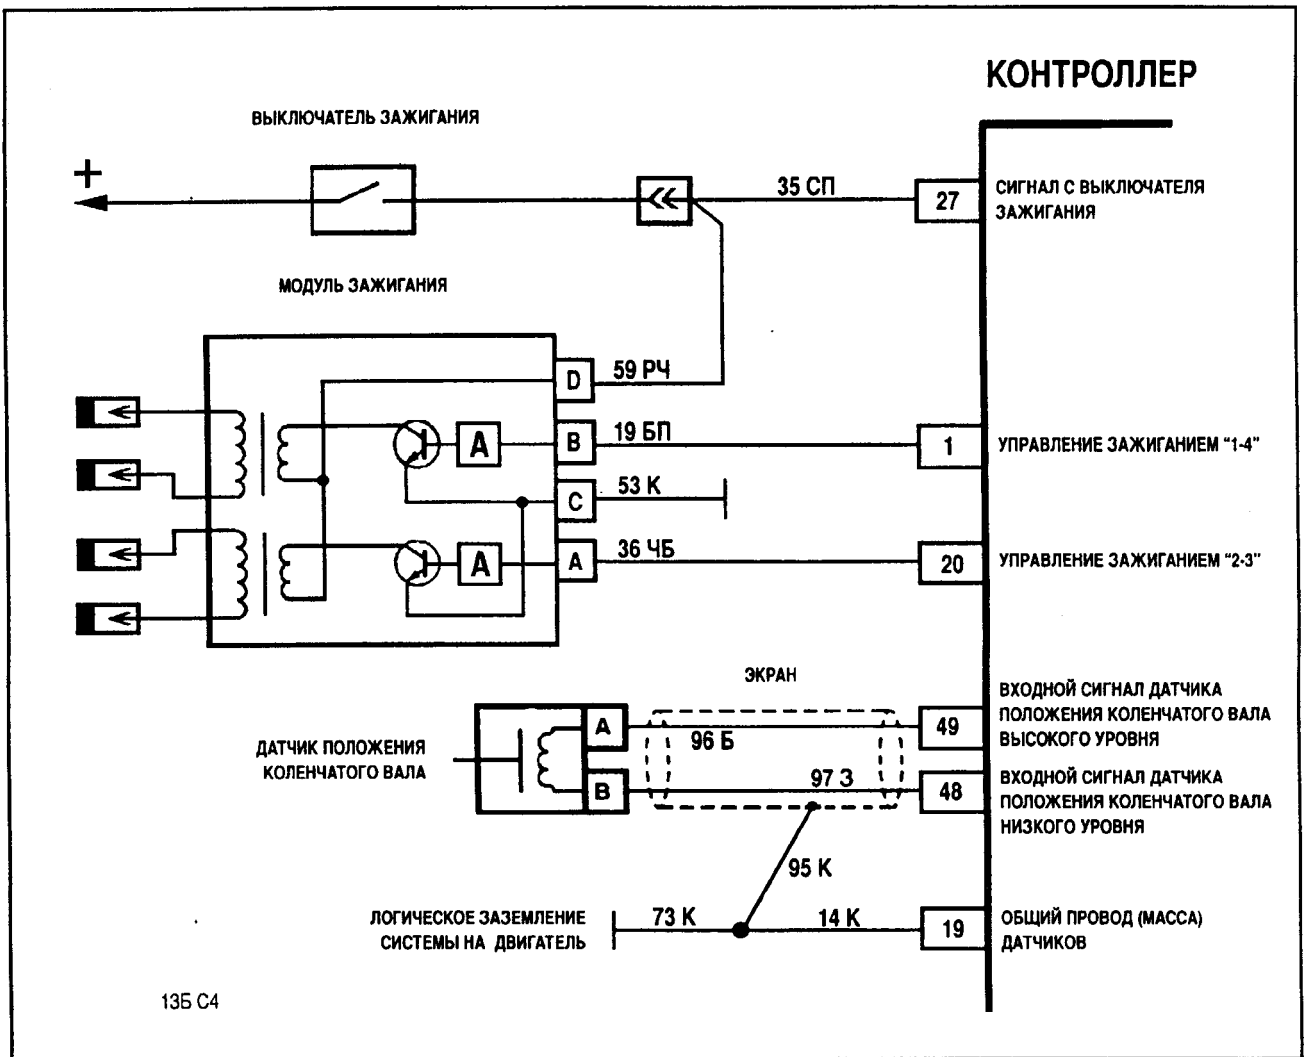 КОНТРОЛЛЕР
ВЫКЛЮЧАТЕЛЬ ЗАЖИГАНИЯ
+
35 СП
27
СИГНАЛ С ВЫКЛЮЧАТЕЛЯ
ЗАЖИГАНИЯ
МОДУЛЬ ЗАЖИГАНИЯ
D
59 РЧ
A
B
19 БП
1
УПРАВЛЕНИЕ ЗАЖИГАНИЕМ "1-4"
C
53 К
A
A
36 ЧБ
20
УПРАВЛЕНИЕ ЗАЖИГАНИЕМ "2-3"
ЭКРАН
ДАТЧИК ПОЛОЖЕНИЯ
КОЛЕНЧАТОГО ВАЛА
A
96 Б
49
ВХОДНОЙ СИГНАЛ ДАТЧИКА
ПОЛОЖЕНИЯ КОЛЕНЧАТОГО ВАЛА
ВЫСОКОГО УРОВНЯ
B
97 З
48
ВХОДНОЙ СИГНАЛ ДАТЧИКА
ПОЛОЖЕНИЯ КОЛЕНЧАТОГО ВАЛА
НИЗКОГО УРОВНЯ
95 К
ЛОГИЧЕСКОЕ ЗАЗЕМЛЕНИЕ
СИСТЕМЫ НА ДВИГАТЕЛЬ
73 К
14 К
19
ОБЩИЙ ПРОВОД (МАССА)
ДАТЧИКОВ
13Б С4